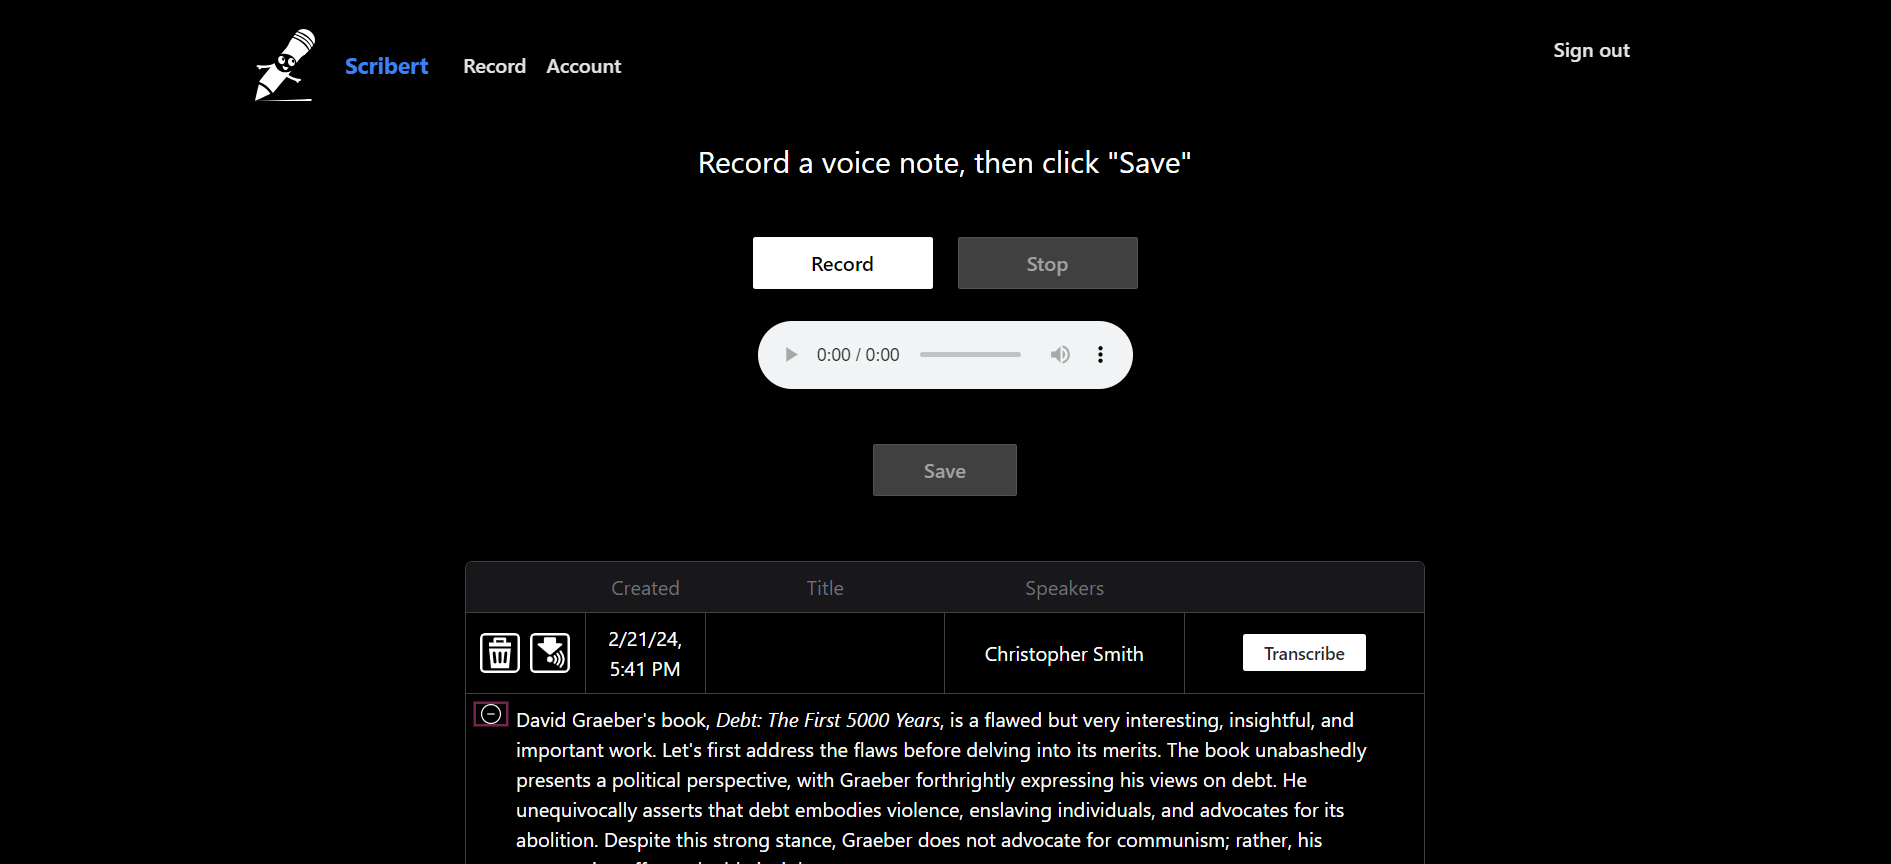 Scribert
Record
Account
Sign out
Record a voice note, then click "Save"
Record
Stop
0:00 / 0:00
Save
Created
Title
Speakers
2/21/24,
5:41 PM
Christopher Smith
Transcribe
David Graeber's book, Debt: The First 5000 Years, is a flawed but very interesting, insightful, and
important work. Let's first address the flaws before delving into its merits. The book unabashedly
presents a political perspective, with Graeber forthrightly expressing his views on debt. He
unequivocally asserts that debt embodies violence, enslaving individuals, and advocates for its
abolition. Despite this strong stance, Graeber does not advocate for communism; rather, his